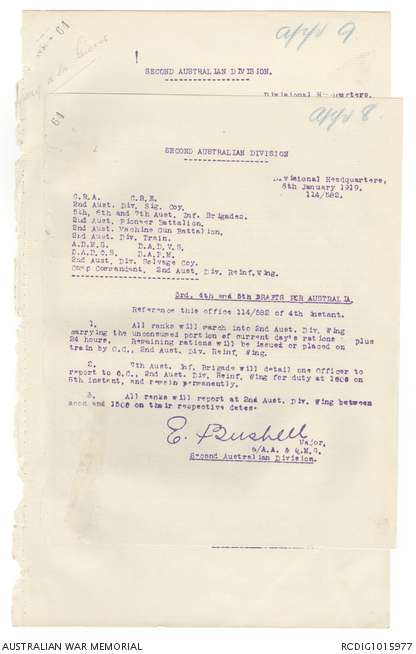 app 9
SECOND AUSTRALIAN DIVISION.
Divisional Headquarters.
app 8
SECOND AUSTRALIAN DIVISION
Divisional Headquarters,
6th January 1919.
114/582.
C.R.A. C.R.E.
2nd Aust. Div. Sig. Coy.
5th, 6th and 7th Aust. Inf. Brigades.
2nd Aust. Pioneer Battalion.
2nd Aust. Machine Gun Battalion.
2nd Aust. Div. Train.
A.D.M.S. D.A.D.V.S.
D.A.D.O.S. D.A.P.M.
2nd Aust. Div. Salvage Coy.
Camp Commandant, 2nd Aust. Div. Reinf. Wing.
3rd, 4th and 5th DRAFTS FOR AUSTRALIA.
Reference this office 114/582 of 4th instant.
1. All ranks will march into 2nd Aust. Div. Wing
carrying the unconsumed portion of current day's rations plus
24 hours. Remaining rations will be issued or placed on
train by O.C., 2nd Aust. Div. Reinf. Wing.
2. 7th Aust. Inf. Brigade will detail one Officer to
report to O.C., 2nd Aust. Div. Reinf. Wing for duty at 1600 on
8th instant, and remain permanently.
3. All ranks will report at 2nd Aust. Div. Wing between
noon and 1500 on their respective dates.
E. Bushell
Major,
a/A.A. & Q.M.G.
Second Australian Division.
AUSTRALIAN WAR MEMORIAL
RCDIG1015977